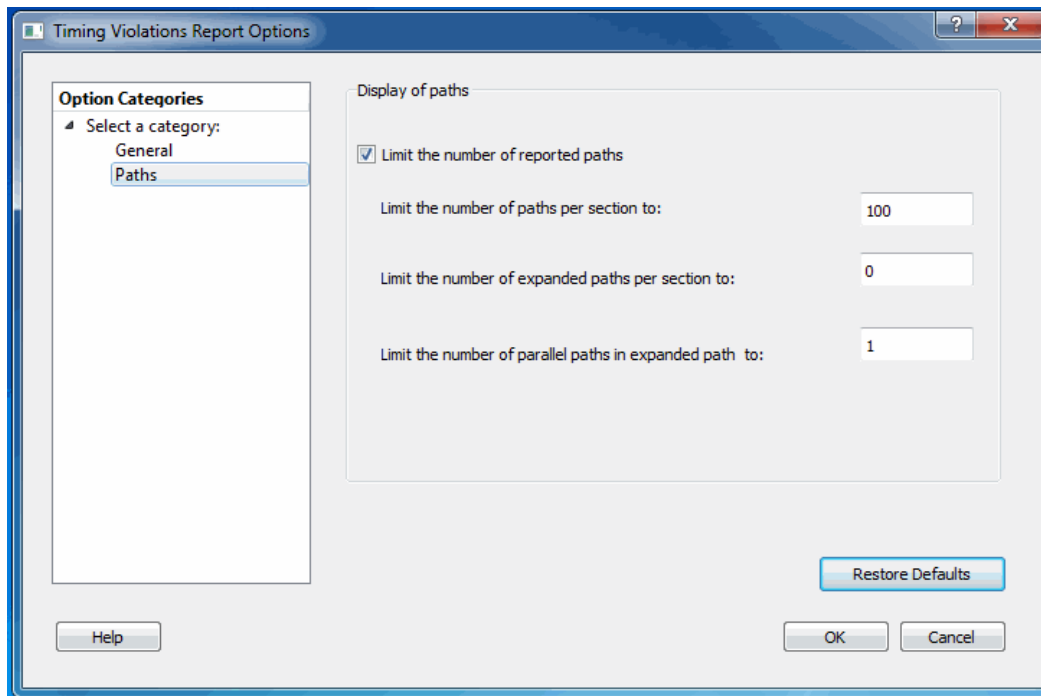 Timing Violations Report Options
?
X
Option Categories
Select a category:
General
Paths
Display of paths
Limit the number of reported paths
Limit the number of paths per section to:
100
Limit the number of expanded paths per section to:
0
Limit the number of parallel paths in expanded path to:
1
Restore Defaults
Help
OK
Cancel